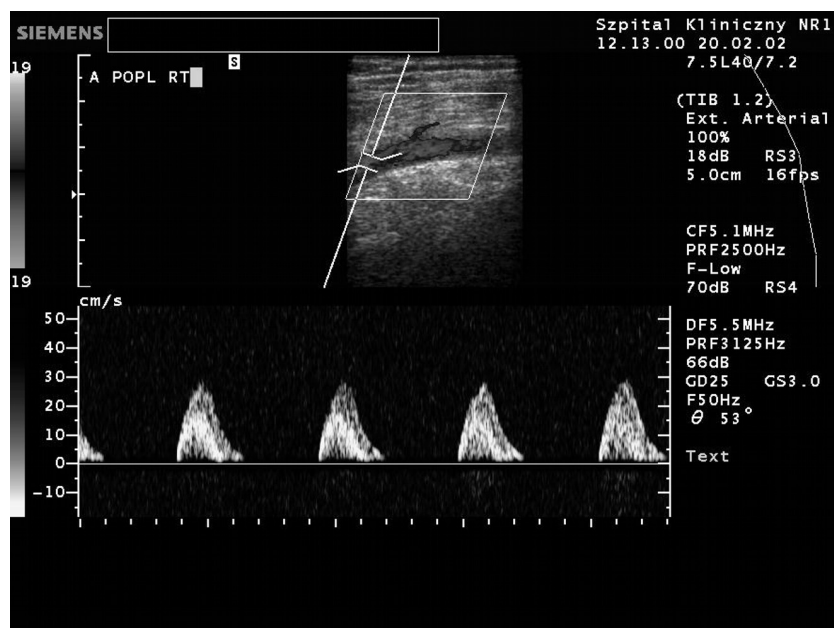 SIEMENS
Szpital Kliniczny NR1
12.13.00 20.02.02
7.5L40/7.2
19
S
A POPL RT
(TIB 1.2)
Ext. Arterial
100%
18dB RS3
5.0cm 16fps
CF5.1MHz
PRF2500Hz
F-Low
19
70dB RS4
cm/s
50
40
30
20
10
0
-10
DF5.5MHz
PRF3125Hz
66dB
GD25 GS3.0
F50Hz
θ 53°
Text